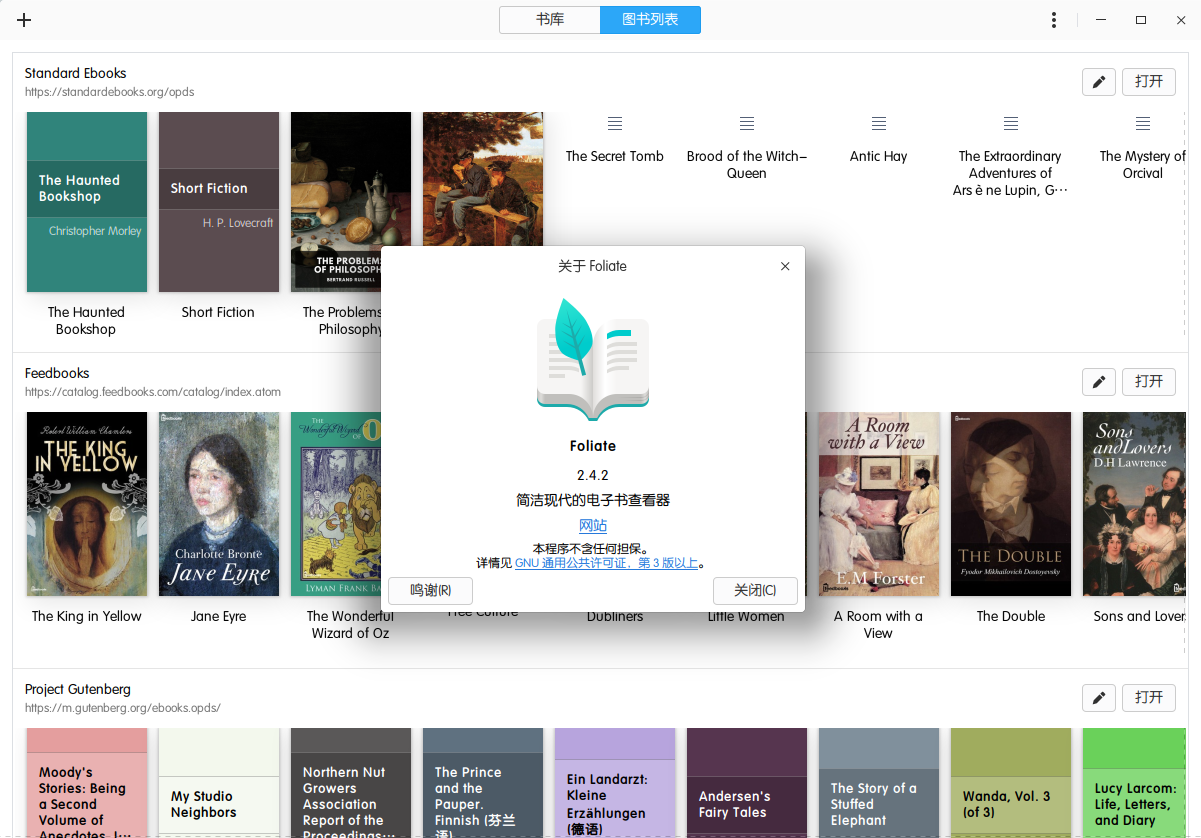 书库
图书列表
Standard Ebooks
https://standardebooks.org/opds
打开
The Haunted
Bookshop
Christopher Morley
Short Fiction
H. P. Lovecraft
THE PROBLEMS
OF PHILOSOPH
BERTRAND RUSSELL
The Haunted
Bookshop
Short Fiction
The Problems
Philosophy
The Secret Tomb
Brood of the Witch–
Queen
Antic Hay
The Extraordinary
Adventures of
Ars è ne Lupin, G···
The Mystery of
Orcival
关于 Foliate
Foliate
2.4.2
简洁现代的电子书查看器
网站
本程序不含任何担保。
详情见 GNU 通用公共许可证，第 3 版以上。
鸣谢(R)
关闭(C)
Feedbooks
https://catalog.feedbooks.com/catalog/index.atom
打开
Robert William Chambers
THE KING
IN YELLOW
Charlotte Brontë
Jane Eyre
THE
Wonderful Wizard
OF
LYMAN FRANK BA
A Room
with a View
E.M Forster
THE DOUBLE
Fyodor Mikhailovich Dostoyevsky
Sons
and Lovers
D.H Lawrence
The King in Yellow
Jane Eyre
The Wonderful
Wizard of Oz
Free Culture
Dubliners
Little Women
A Room with a
View
The Double
Sons and Lover
Project Gutenberg
https://m.gutenberg.org/ebooks.opds/
打开
Moody's
Stories: Being
a Second
Volume of
Anecdotes, J···
My Studio
Neighbors
Northern Nut
Growers
Association
Report of the
Proceedings···
The Prince
and the
Pauper.
Finnish (芬兰
语)
Ein Landarzt:
Kleine
Erzählungen
(德语)
Andersen's
Fairy Tales
The Story of a
Stuffed
Elephant
Wanda, Vol. 3
(of 3)
Lucy Larcom:
Life, Letters,
and Diary